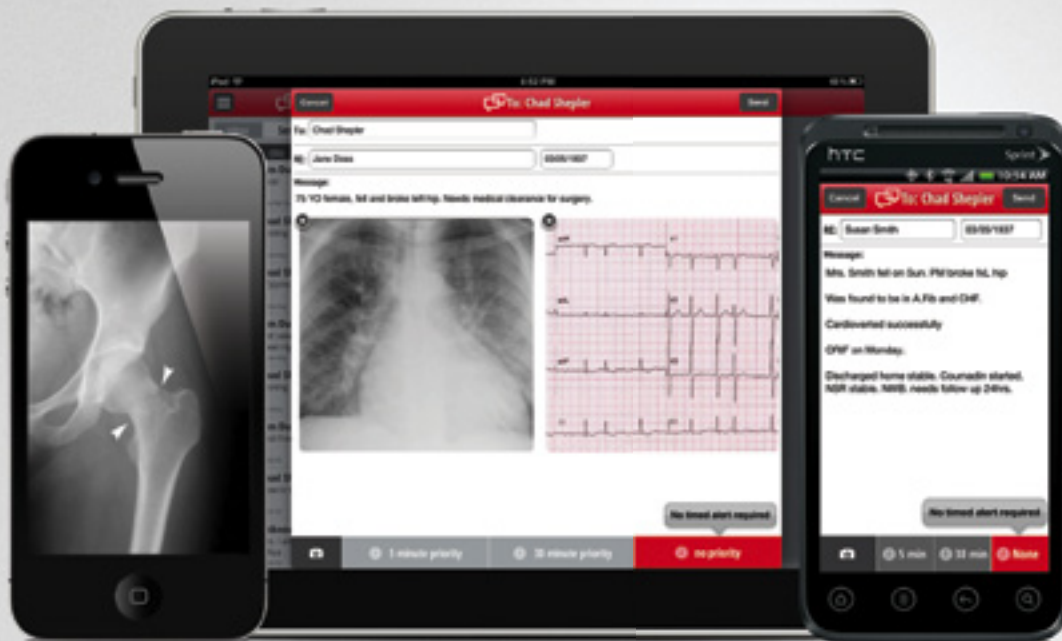 iPad
6:52 PM
Cancel
To: Chad Shepler
Send
To:
Chad Shepler
RE:
Jane Doe
03/05/1937
Message:
75 YO female, fell and broke left hip. Needs medical clearance for surgery.
No timed alert required
5 minute priority
30 minute priority
no priority
hTC
Sprint
10:54 AM
Cancel
To: Chad Shepler
Send
RE:
Susan Smith
03/05/1937
Message:
Mrs. Smith fell on Sun. PM broke hip
Was found to be in A.Fib and CHF.
Cardioverted successfully
ORIF on Monday.
Discharged home stable. Coumadin started.
NSR stable. NWB. needs follow up 24hrs.
No timed alert required
5 min
30 min
None